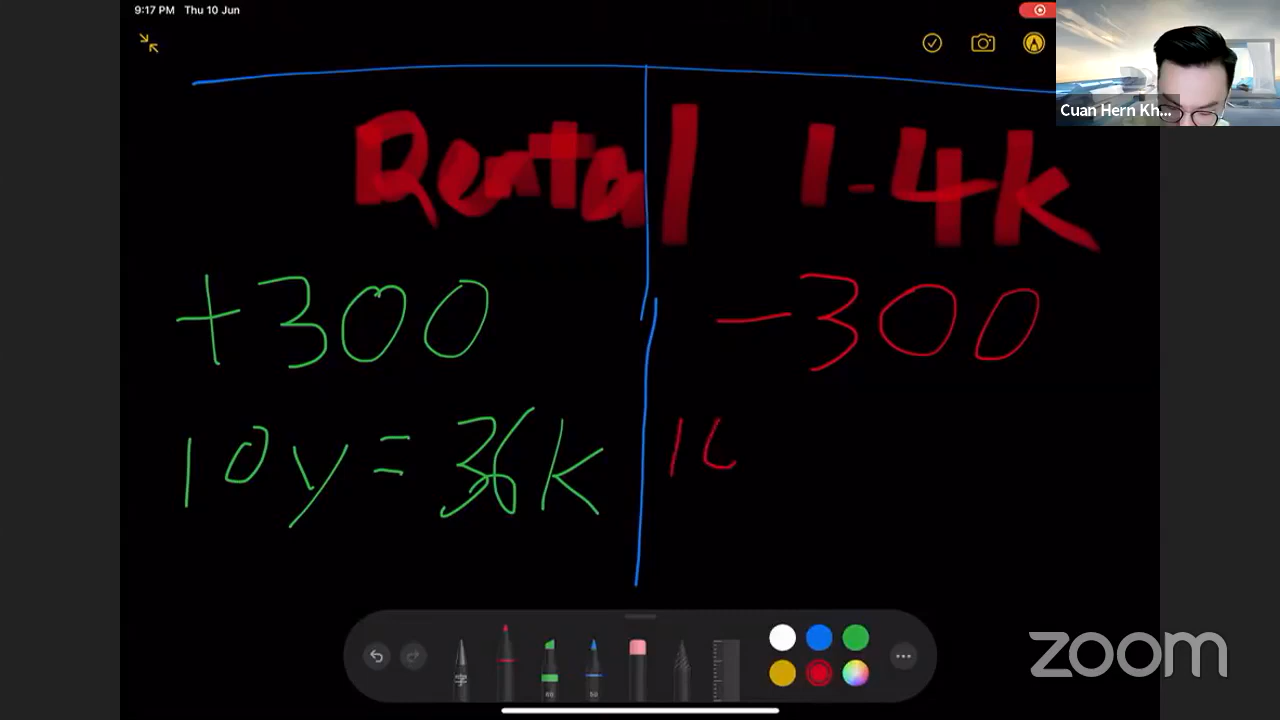 9:17 PM Thu 10 Jun
Cuan Hern Kh...
Rental 1.4k
+300
-300
10y = 36k
zoom